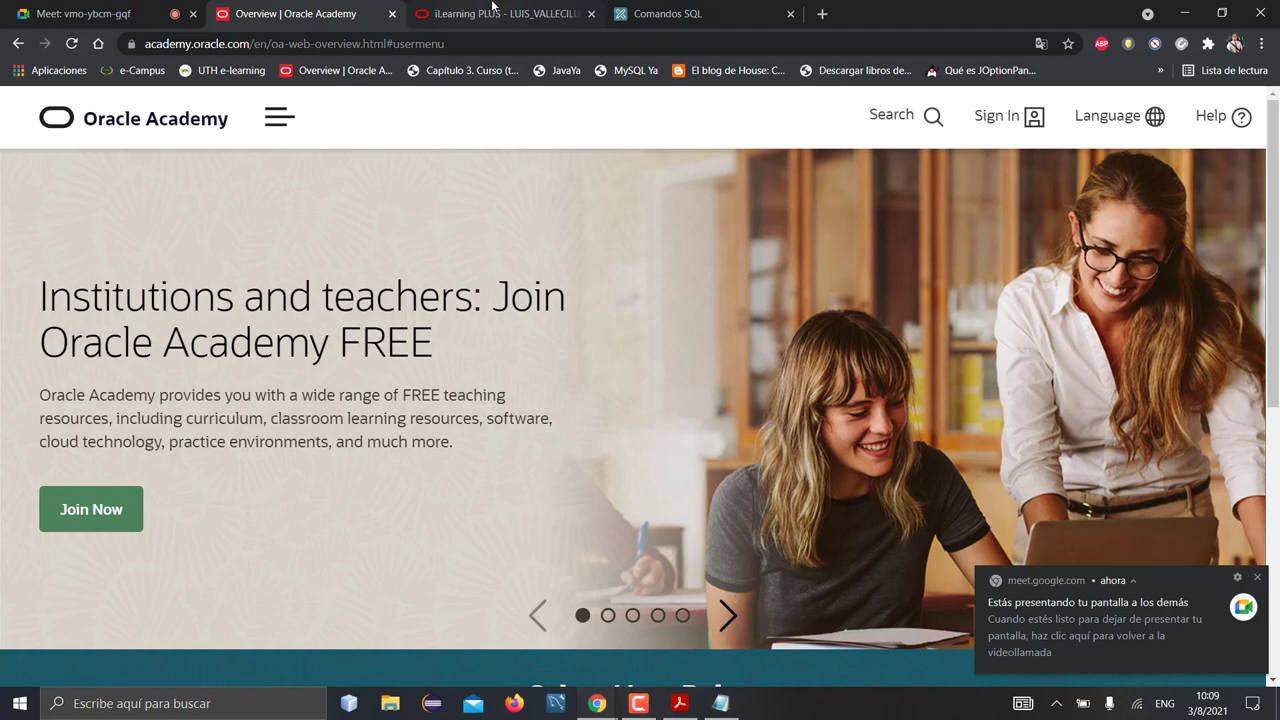 Meet: vmo-ybcm-gqf
Overview | Oracle Academy
iLearning PLUS - LUIS_VALLECILL
Comandos SQL
academy.oracle.com/en/oa-web-overview.html#usermenu
ABP
Aplicaciones
e-Campus
UTH e-learning
Overview | Oracle A...
Capítulo 3. Curso (t...
JavaYa
MySQL Ya
El blog de House: C...
Descargar libros de...
Qué es JOptionPan...
»
Lista de lectura
Oracle Academy
Search
Sign In
Language
Help
Institutions and teachers: Join
Oracle Academy FREE
Oracle Academy provides you with a wide range of FREE teaching
resources, including curriculum, classroom learning resources, software,
cloud technology, practice environments, and much more.
Join Now
meet.google.com • ahora
Estás presentando tu pantalla a los demás
Cuando estés listo para dejar de presentar tu
pantalla, haz clic aquí para volver a la
videollamada
Escribe aquí para buscar
ENG
10:09
3/8/2021